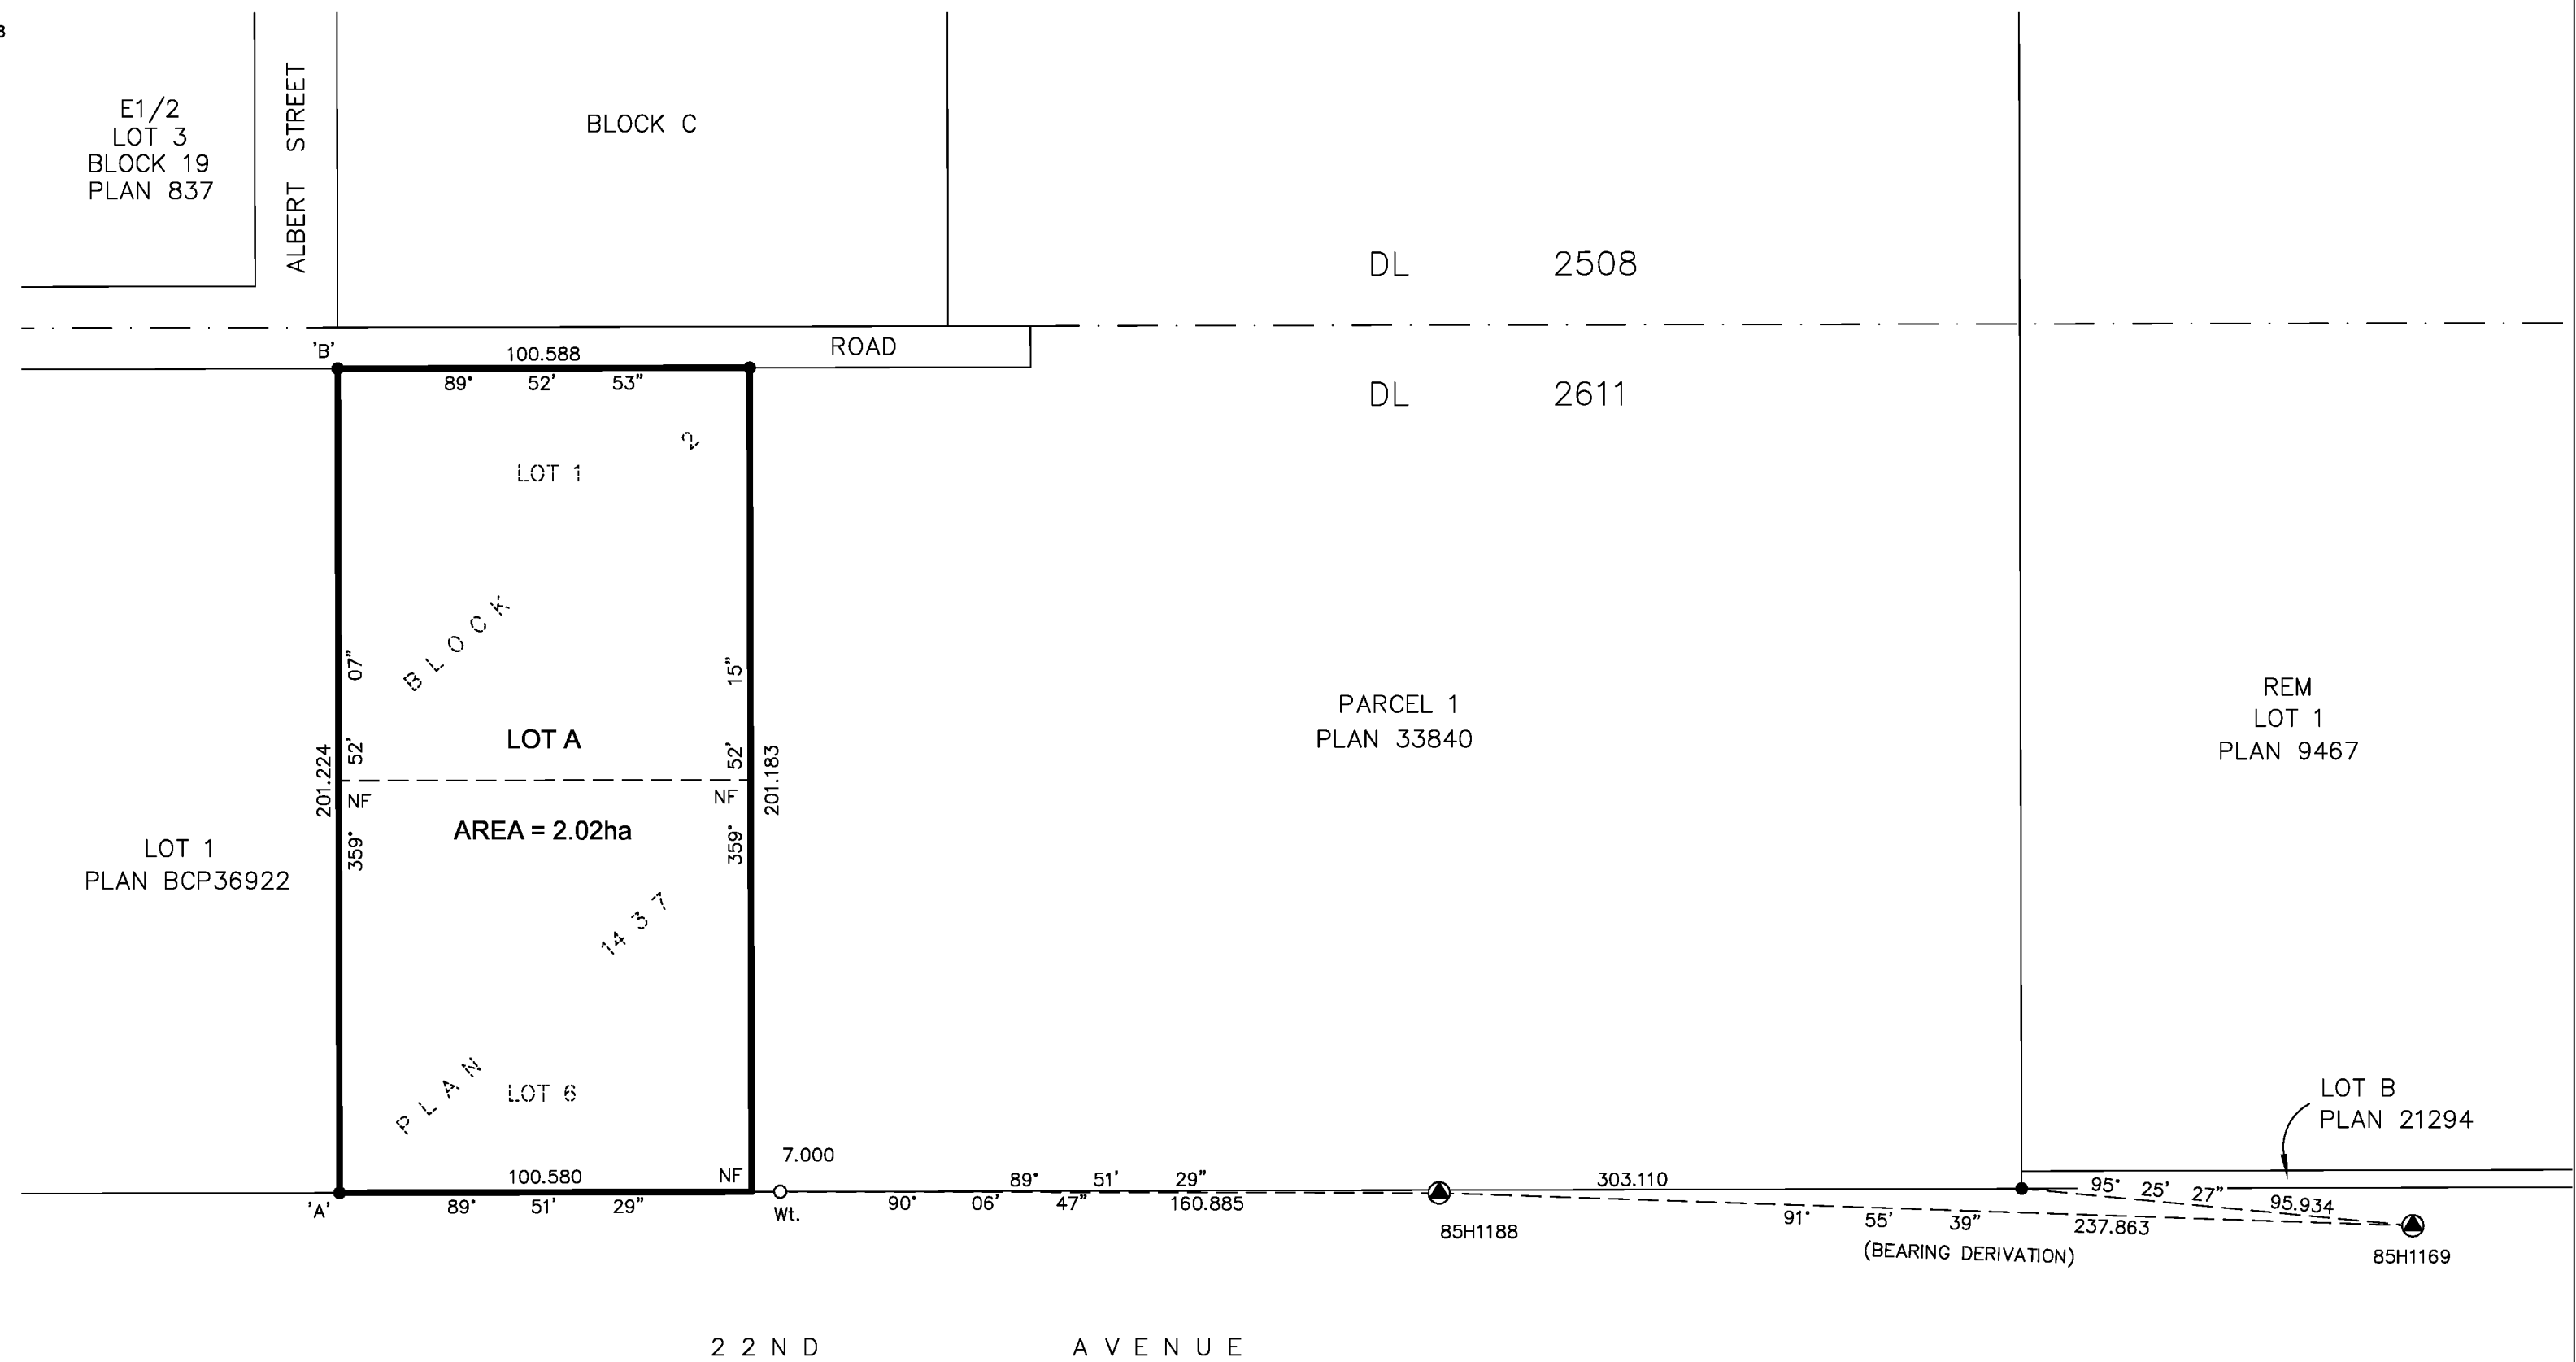 E1/2
LOT 3
BLOCK 19
PLAN 837
ALBERT STREET
BLOCK C
DL 2508
'B'
100.588
ROAD
89° 52' 53"
DL 2611
LOT 1
BLOCK 2
359° 52' 07"
201.224
359° 52' 15"
201.183
LOT A
NF
NF
AREA = 2.02ha
PARCEL 1
PLAN 33840
REM
LOT 1
PLAN 9467
LOT 1
PLAN BCP36922
PLAN 1437
LOT 6
LOT B
PLAN 21294
7.000
100.580
NF
'A'
89° 51' 29"
Wt.
89° 51' 29"
303.110
90° 06' 47" 160.885
85H1188
95° 25' 27"
95.934
91° 55' 39" 237.863
(BEARING DERIVATION)
85H1169
22ND AVENUE